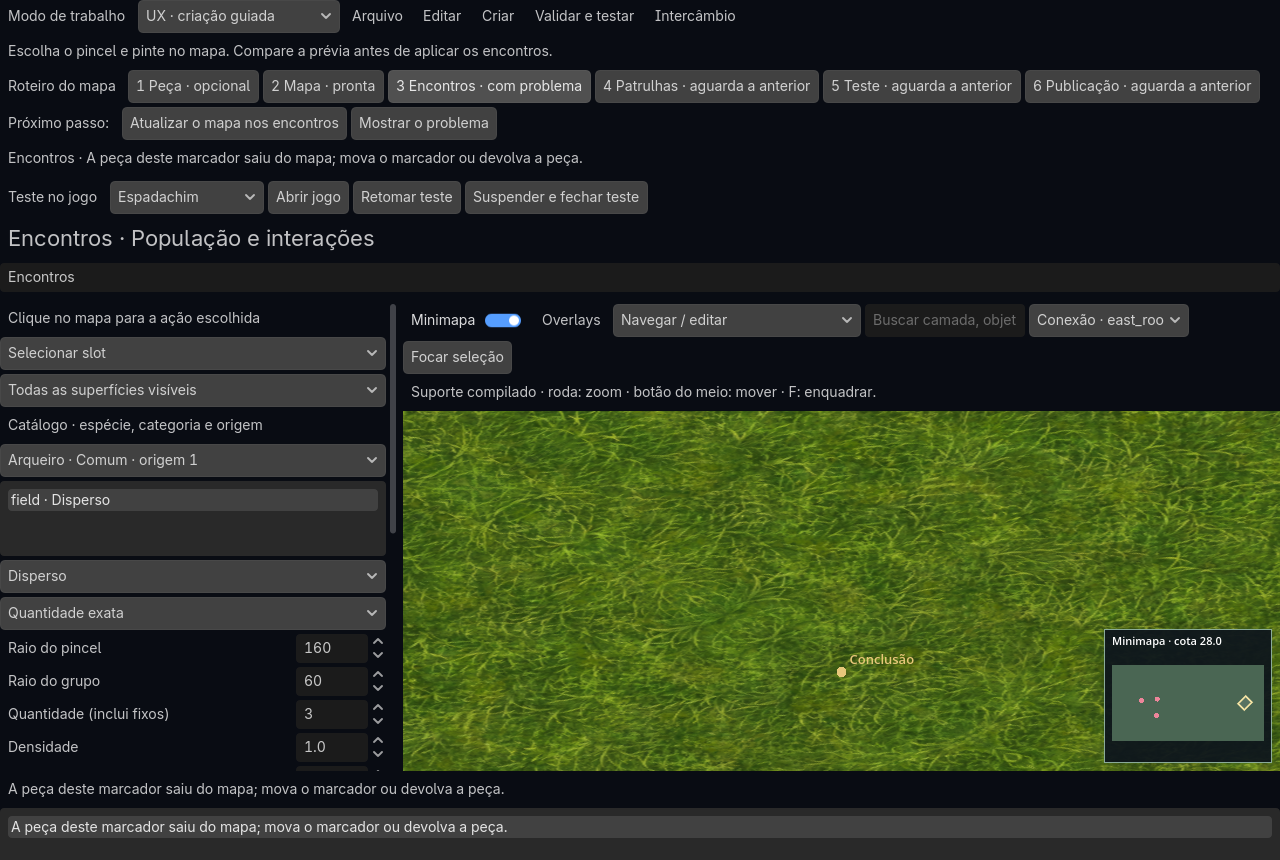 Modo de trabalho UX · criação guiada Arquivo Editar Criar Validar e testar Intercâmbio
Escolha o pincel e pinte no mapa. Compare a prévia antes de aplicar os encontros.
Roteiro do mapa 1 Peça · opcional 2 Mapa · pronta 3 Encontros · com problema 4 Patrulhas · aguarda a anterior 5 Teste · aguarda a anterior 6 Publicação · aguarda a anterior
Próximo passo: Atualizar o mapa nos encontros Mostrar o problema
Encontros · A peça deste marcador saiu do mapa; mova o marcador ou devolva a peça.
Teste no jogo Espadachim Abrir jogo Retomar teste Suspender e fechar teste
Encontros · População e interações
Encontros
Clique no mapa para a ação escolhida
Selecionar slot
Todas as superfícies visíveis
Catálogo · espécie, categoria e origem
Arqueiro · Comum · origem 1
field · Disperso
Disperso
Quantidade exata
Raio do pincel 160
Raio do grupo 60
Quantidade (inclui fixos) 3
Densidade 1.0
Minimapa Overlays Navegar / editar Buscar camada, objet Conexão · east_roo
Focar seleção
Suporte compilado · roda: zoom · botão do meio: mover · F: enquadrar.
Conclusão
Minimapa · cota 28.0
A peça deste marcador saiu do mapa; mova o marcador ou devolva a peça.
A peça deste marcador saiu do mapa; mova o marcador ou devolva a peça.